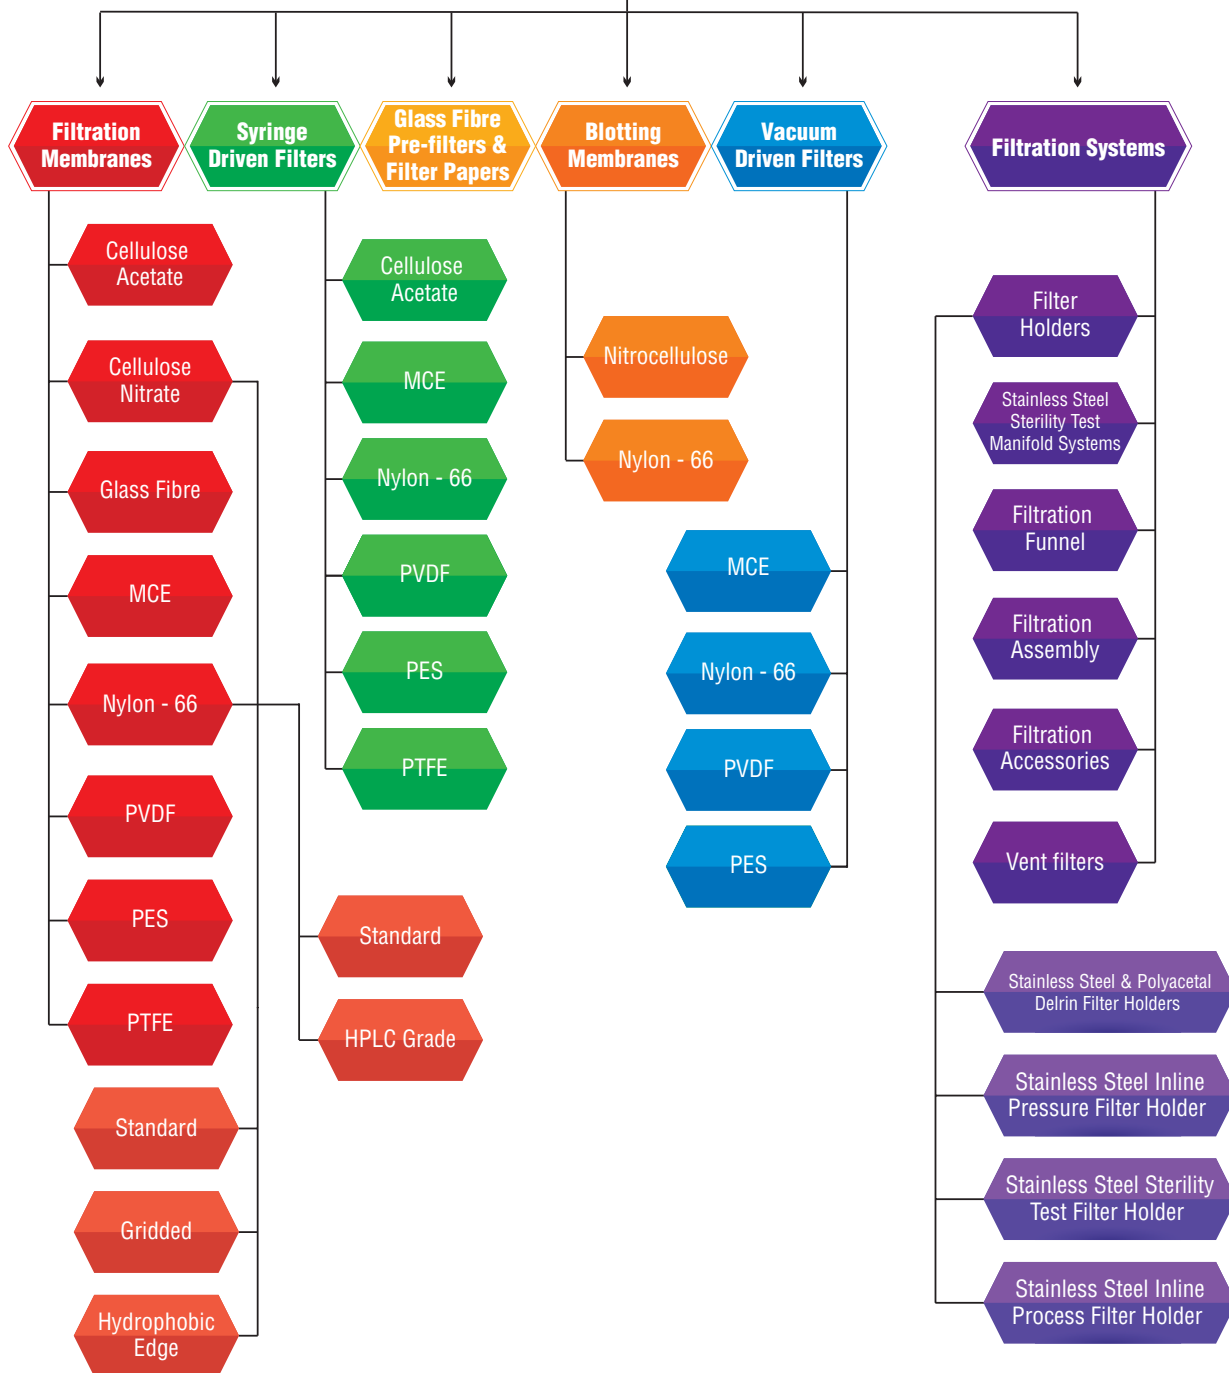 Filtration
Membranes
Syringe
Driven Filters
Glass Fibre
Pre-filters &
Filter Papers
Blotting
Membranes
Vacuum
Driven Filters
Filtration Systems
Cellulose
Acetate
Cellulose
Nitrate
Glass Fibre
MCE
Nylon - 66
PVDF
PES
PTFE
Standard
Gridded
Hydrophobic
Edge
Standard
HPLC Grade
Cellulose
Acetate
MCE
Nylon - 66
PVDF
PES
PTFE
Nitrocellulose
Nylon - 66
MCE
Nylon - 66
PVDF
PES
Filter
Holders
Stainless Steel
Sterility Test
Manifold Systems
Filtration
Funnel
Filtration
Assembly
Filtration
Accessories
Vent filters
Stainless Steel & Polyacetal
Delrin Filter Holders
Stainless Steel Inline
Pressure Filter Holder
Stainless Steel Sterility
Test Filter Holder
Stainless Steel Inline
Process Filter Holder